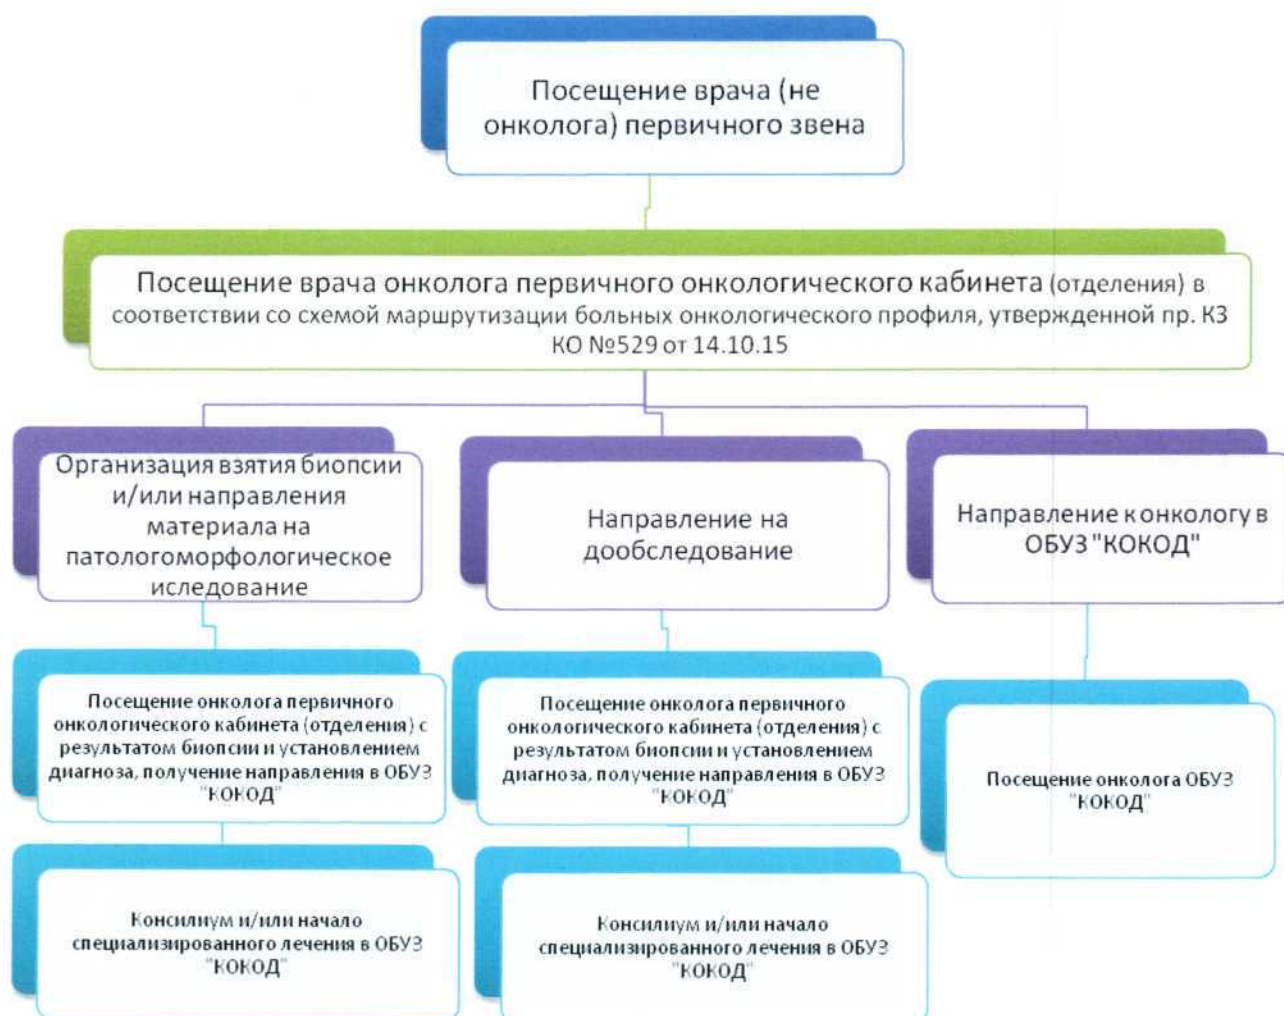 Посещение врача (не
онколога) первичного звена
Посещение врача онколога первичного онкологического кабинета (отделения) в
соответствии со схемой маршрутизации больных онкологического профиля, утвержденной пр. КЗ
КО №529 от 14.10.15
Организация взятия биопсии
и/или направления
материала на
патологоморфологическое
иследование
Направление на
дообследование
Направление к онкологу в
ОБУЗ "КОКОД"
Посещение онколога первичного
онкологического кабинета (отделения) с
результатом биопсии и установлением
диагноза, получение направления в ОБУЗ
"КОКОД"
Посещение онколога первичного
онкологического кабинета (отделения) с
результатом биопсии и установлением
диагноза, получение направления в ОБУЗ
"КОКОД"
Посещение онколога ОБУЗ
"КОКОД"
Консилиум и/или начало
специализированного лечения в ОБУЗ
"КОКОД"
Консилиум и/или начало
специализированного лечения в ОБУЗ
"КОКОД"